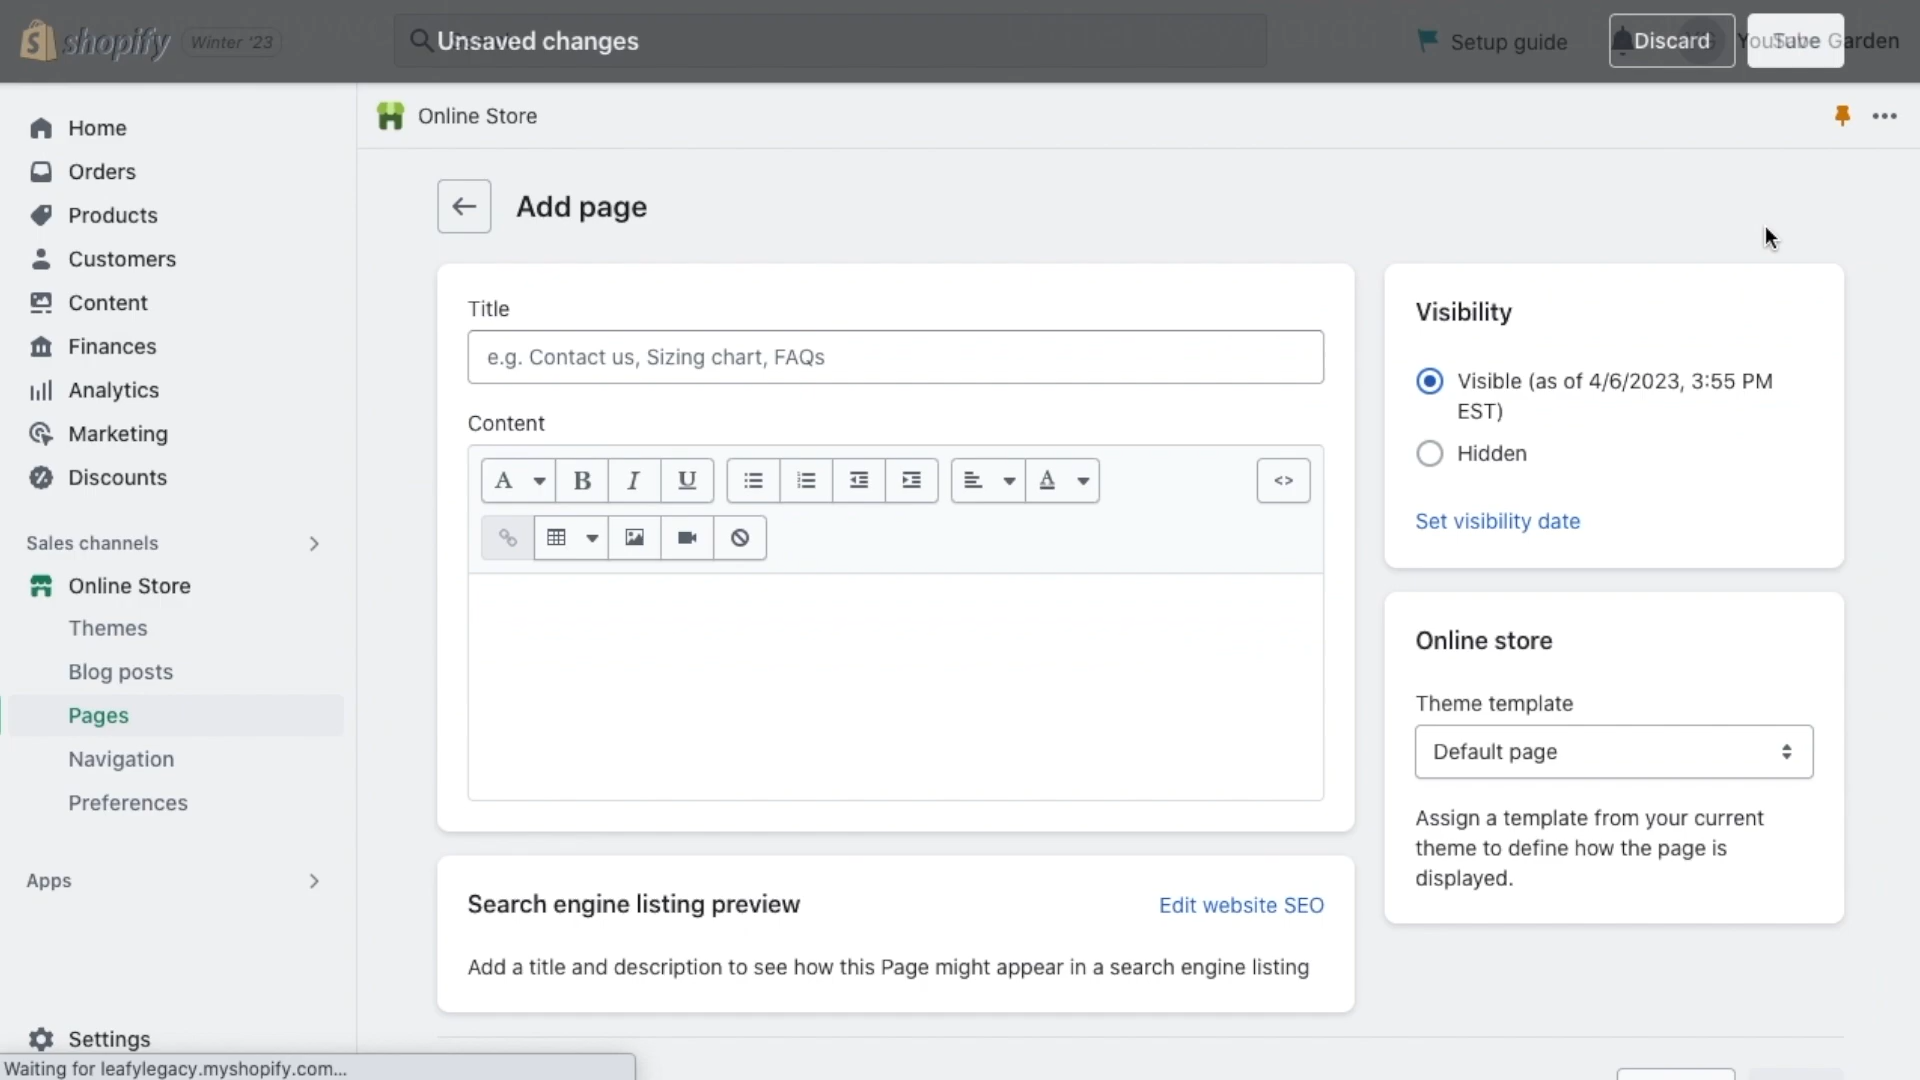 shopify
Winter '23
Unsaved changes
Setup guide
Discard
Save
YouTube Garden
Home
Orders
Products
Customers
Content
Finances
Analytics
Marketing
Discounts
Sales channels
Online Store
Themes
Blog posts
Pages
Navigation
Preferences
Apps
Settings
Waiting for leafylegacy.myshopify.com...
Online Store
Add page
Title
e.g. Contact us, Sizing chart, FAQs
Content
A
B
I
U
A
<>
Search engine listing preview
Edit website SEO
Add a title and description to see how this Page might appear in a search engine listing
Visibility
Visible (as of 4/6/2023, 3:55 PM
EST)
Hidden
Set visibility date
Online store
Theme template
Default page
Assign a template from your current
theme to define how the page is
displayed.